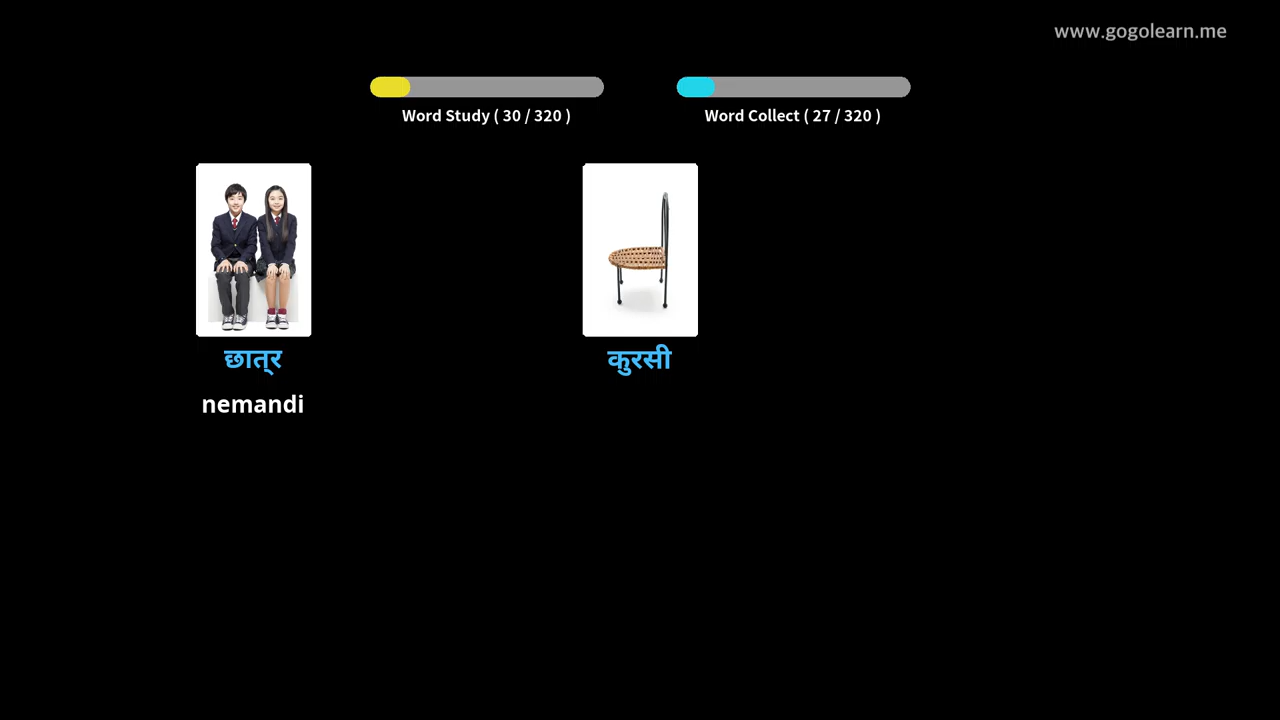 www.gogolearn.me
Word Study ( 30 / 320 )
Word Collect ( 27 / 320 )
छात्र
कुरसी
nemandi